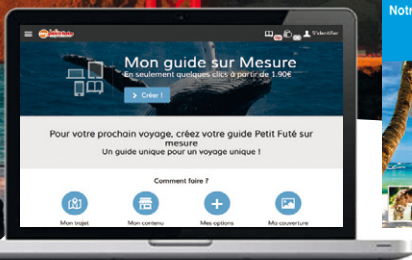 Notr
S'identifier
Mon guide sur Mesure
En seulement quelques clics à partir de 1.90€
> Créer !
Pour votre prochain voyage, créez votre guide Petit Futé sur
mesure
Un guide unique pour un voyage unique !
Comment faire ?
Mon trajet
Mon contenu
Mes options
Ma couverture